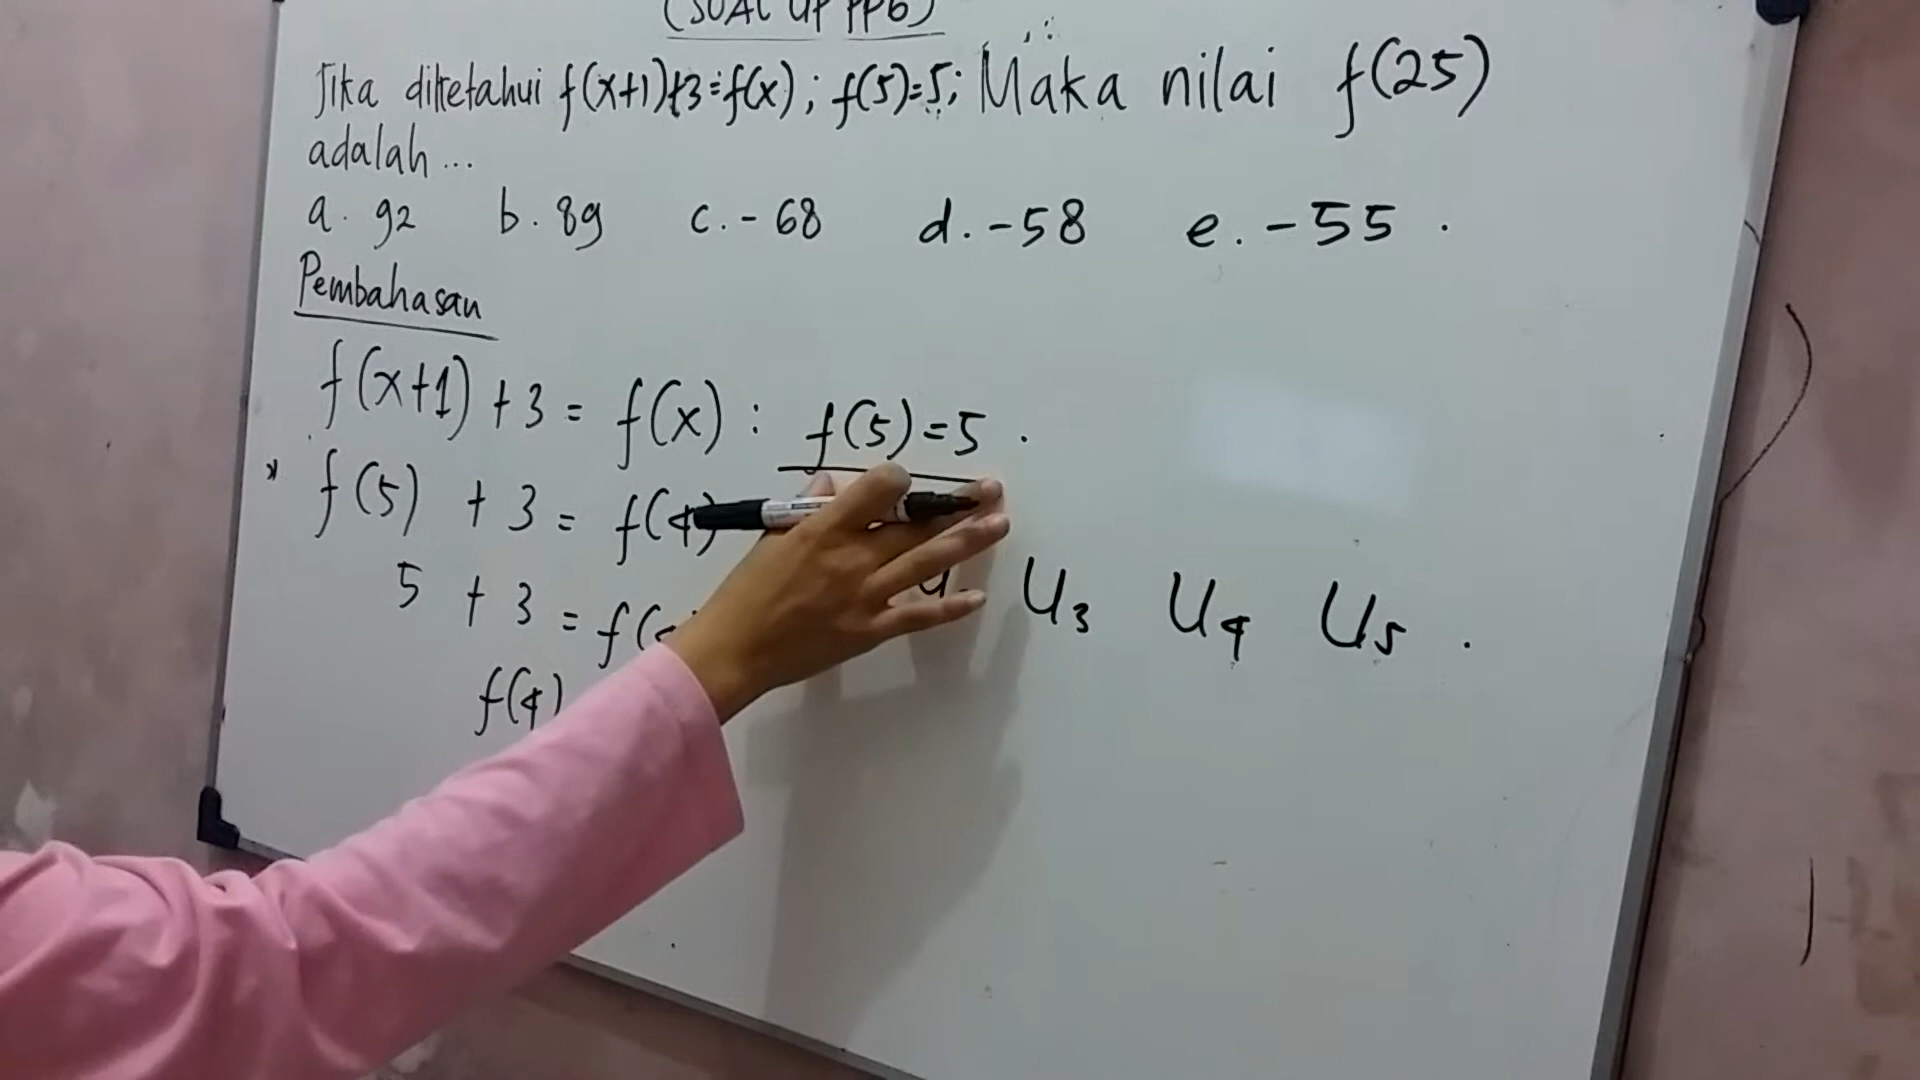 (SOAL UP PPG)
Jika diketahui f(x+1)+3=f(x); f(5)=5; Maka nilai f(25)
adalah ...
a. 92 b. 89 c. -68 d. -58 e. -55.
Pembahasan
f(x+1) +3 = f(x) : f(5)=5.
* f(5) + 3 = f(4)
5 + 3 = f(
U3 U4 U5 .
f(4)